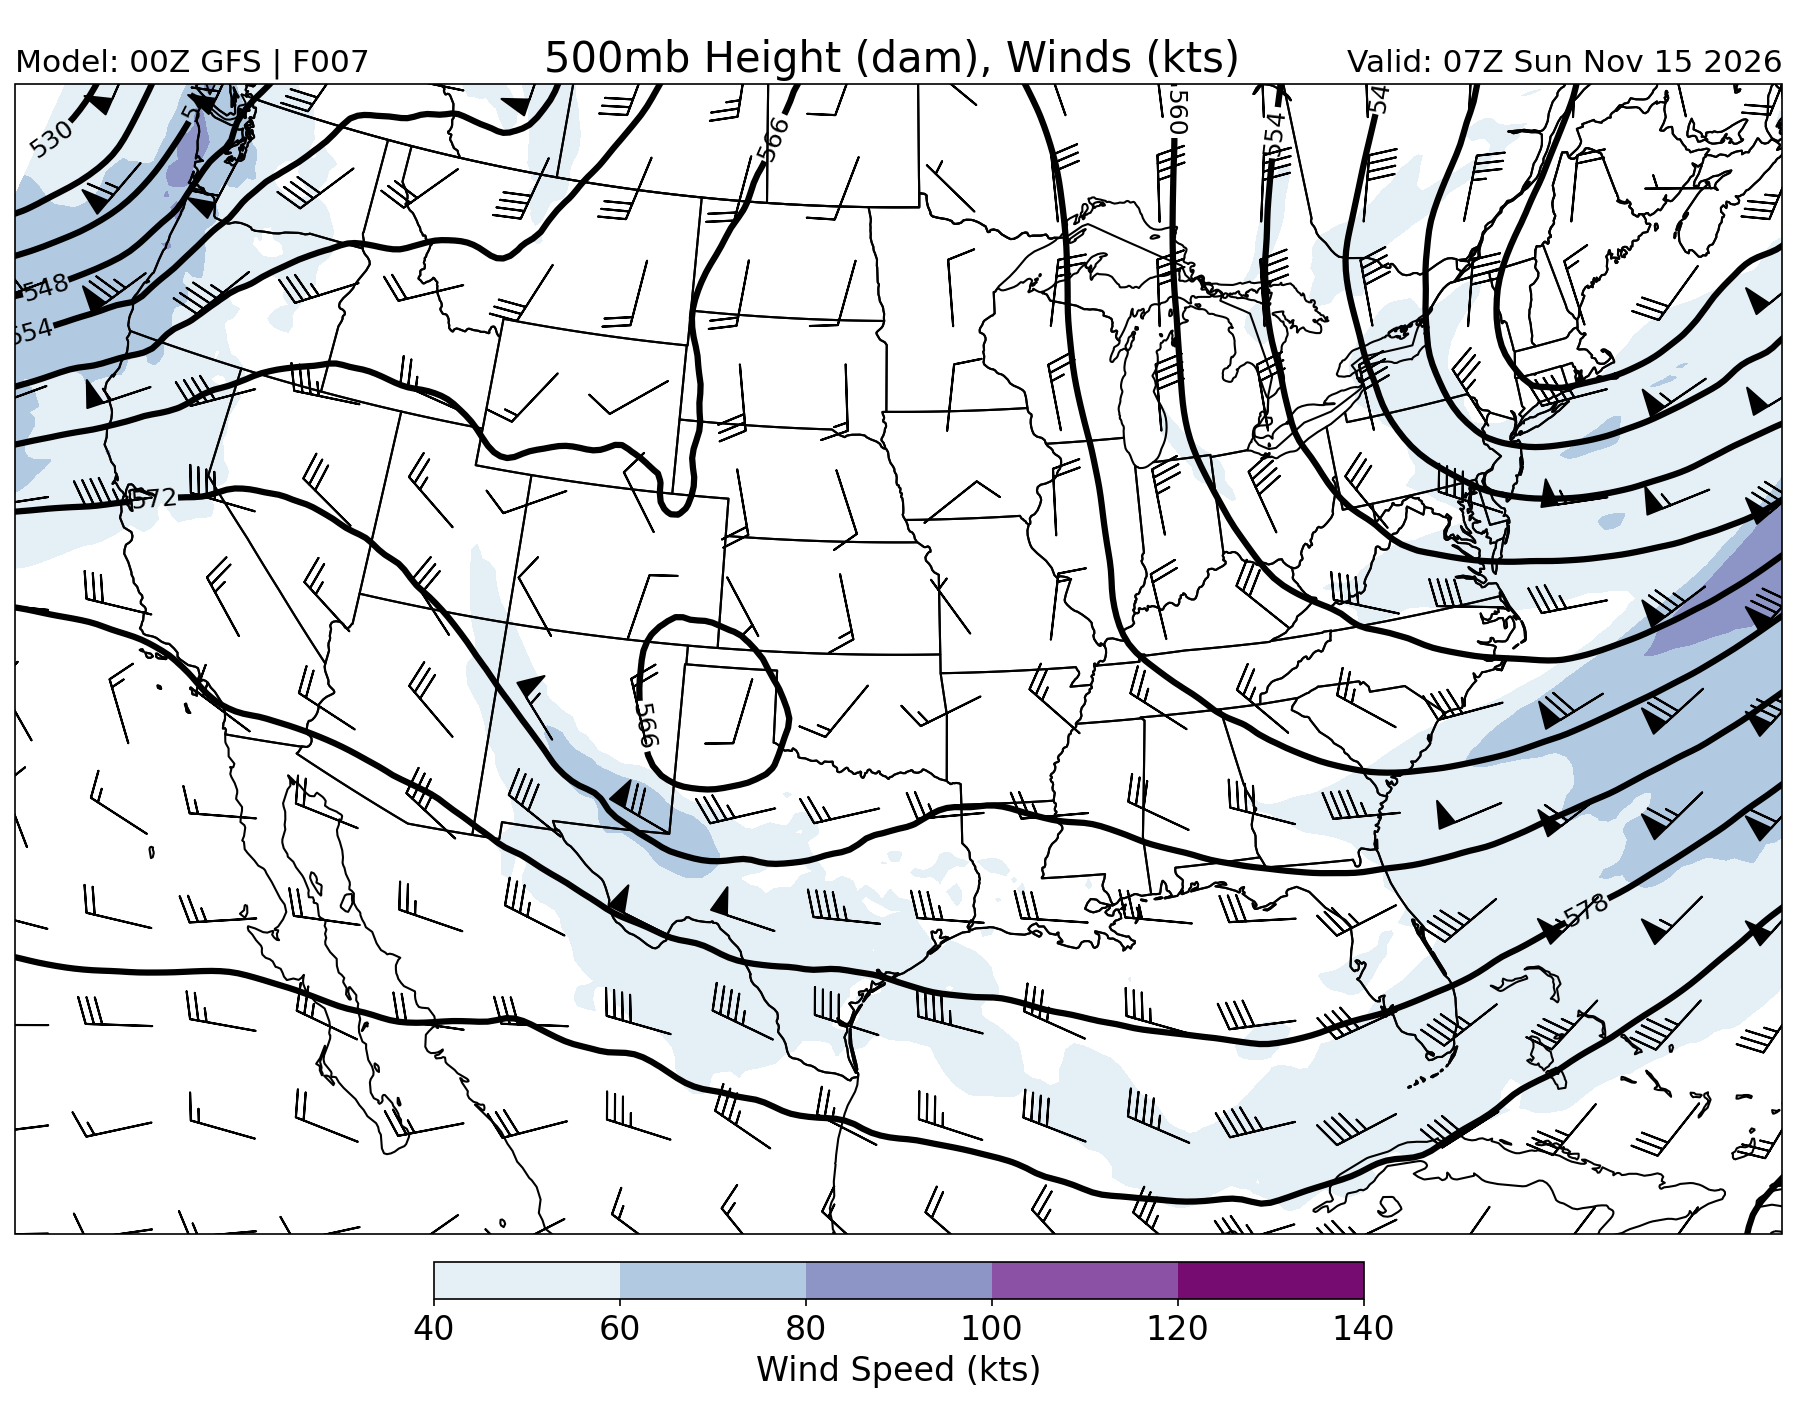 Model: 00Z GFS | F007
500mb Height (dam), Winds (kts)
Valid: 07Z Sun Nov 15 2026
530
566
560
554
548
554
572
566
578
40 60 80 100 120 140
Wind Speed (kts)